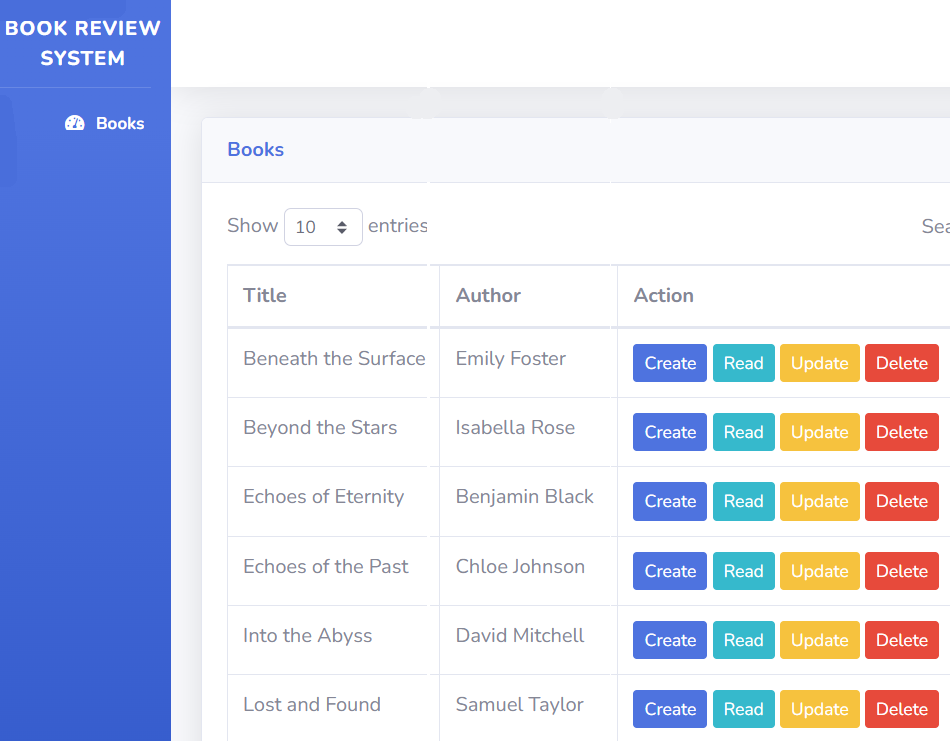 BOOK REVIEW
SYSTEM
Books
Books
Show 10 entries
Title Author Action
Beneath the Surface Emily Foster Create Read Update Delete
Beyond the Stars Isabella Rose Create Read Update Delete
Echoes of Eternity Benjamin Black Create Read Update Delete
Echoes of the Past Chloe Johnson Create Read Update Delete
Into the Abyss David Mitchell Create Read Update Delete
Lost and Found Samuel Taylor Create Read Update Delete